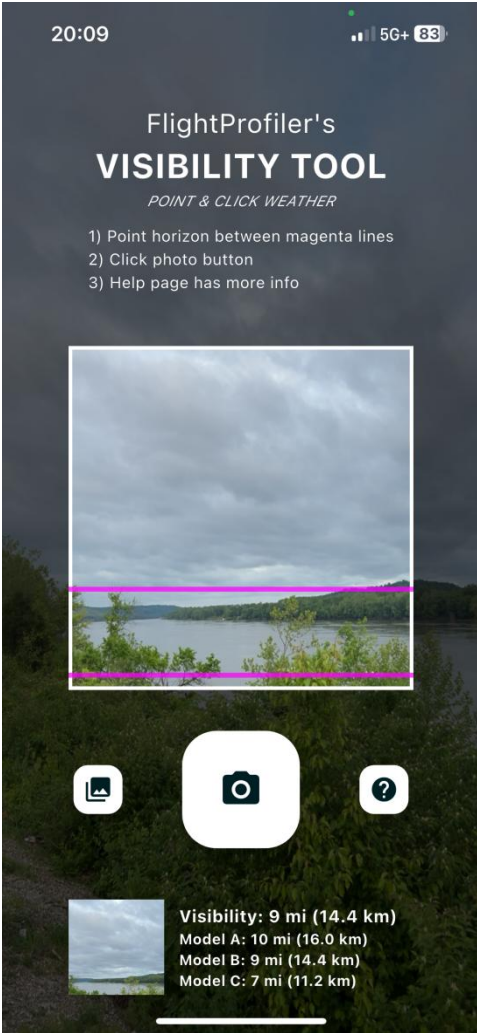 20:09
5G+ 83
FlightProfiler's
VISIBILITY TOOL
POINT & CLICK WEATHER
1) Point horizon between magenta lines
2) Click photo button
3) Help page has more info
Visibility: 9 mi (14.4 km)
Model A: 10 mi (16.0 km)
Model B: 9 mi (14.4 km)
Model C: 7 mi (11.2 km)